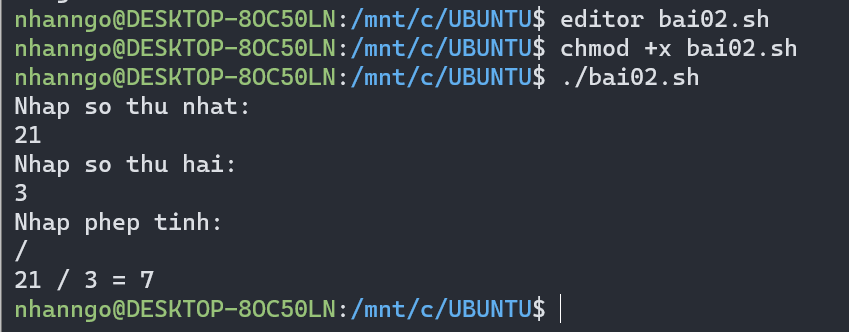 nhanngo@DESKTOP-8OC50LN:/mnt/c/UBUNTU$ editor bai02.sh
nhanngo@DESKTOP-8OC50LN:/mnt/c/UBUNTU$ chmod +x bai02.sh
nhanngo@DESKTOP-8OC50LN:/mnt/c/UBUNTU$ ./bai02.sh
Nhap so thu nhat:
21
Nhap so thu hai:
3
Nhap phep tinh:
/
21 / 3 = 7
nhanngo@DESKTOP-8OC50LN:/mnt/c/UBUNTU$